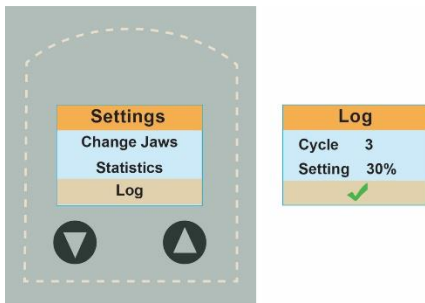 Settings
Change Jaws
Statistics
Log
Log
Cycle 3
Setting 30%